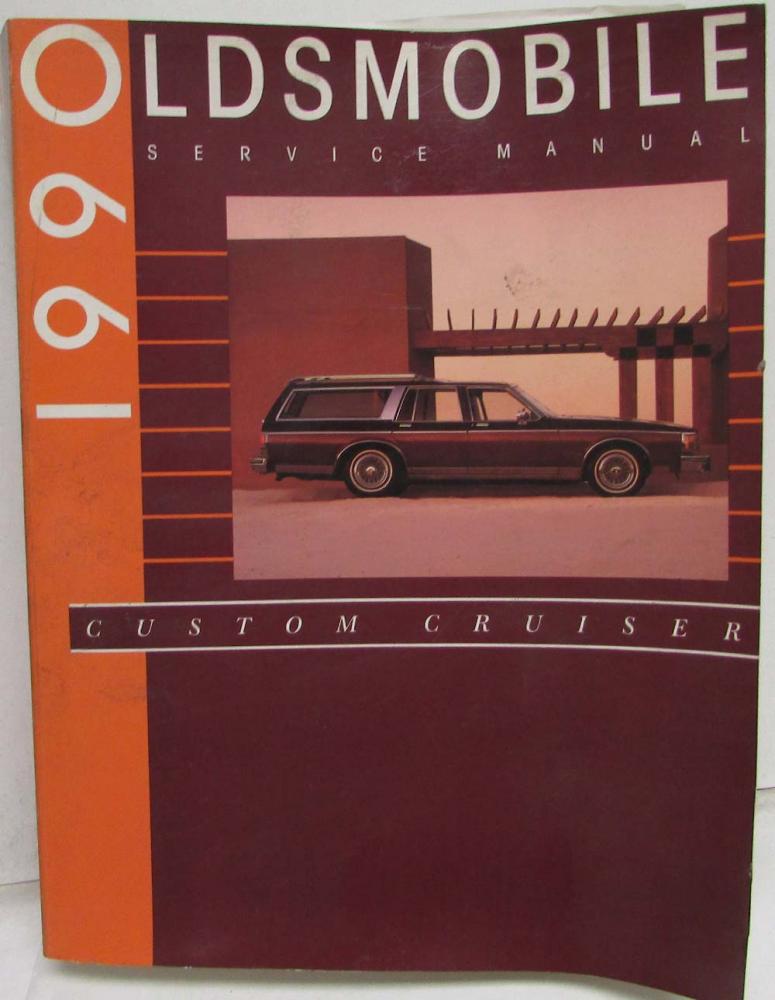 OLDSMOBILE
SERVICE MANUAL
1990
CUSTOM CRUISER